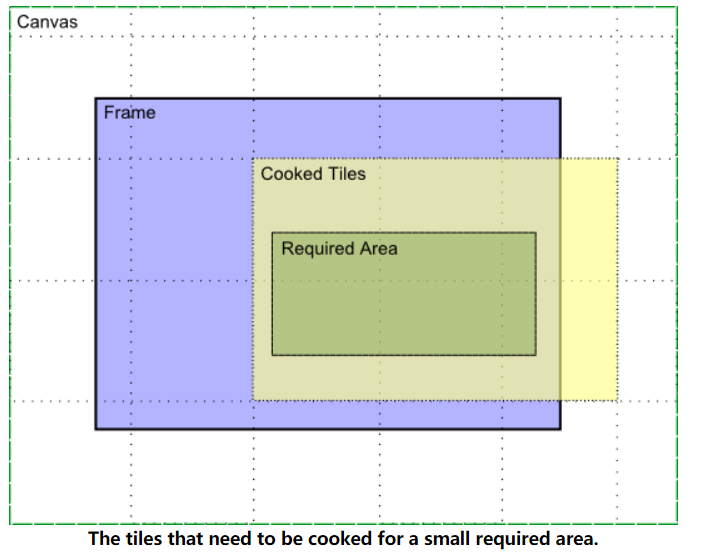 Canvas
Frame
Cooked Tiles
Required Area
The tiles that need to be cooked for a small required area.